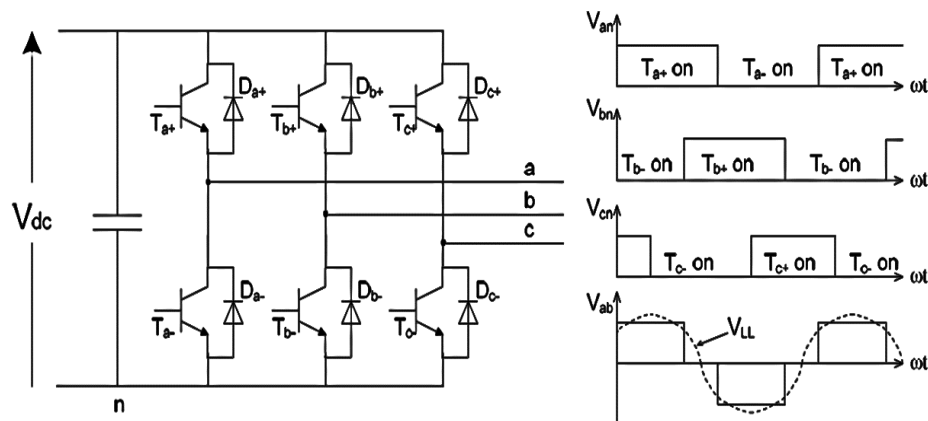 Vdc
n
Ta+
Da+
Tb+
Db+
Tc+
Dc+
a
b
c
Ta-
Da-
Tb-
Db-
Tc-
Dc-
Van
Ta+ on
Ta- on
Ta+ on
ωt
Vbn
Tb- on
Tb+ on
Tb- on
ωt
Vcn
Tc- on
Tc+ on
Tc- on
ωt
Vab
VLL
ωt